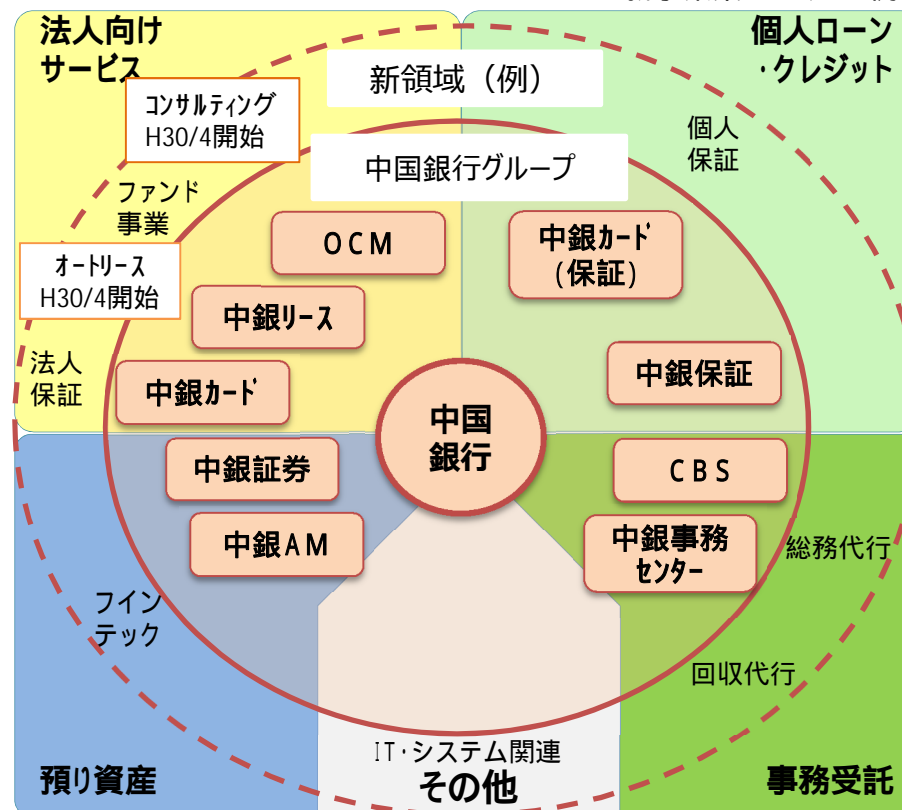 法人向け
サービス
個人ローン
・クレジット
新領域（例）
コンサルティング
H30/4開始
個人
保証
中国銀行グループ
ファンド
事業
OCM
中銀カード
(保証)
オートリース
H30/4開始
中銀リース
法人
保証
中銀カード
中銀保証
中国
銀行
中銀証券
CBS
中銀AM
中銀事務
センター
総務代行
フイン
テック
回収代行
IT・システム関連
その他
預り資産
事務受託